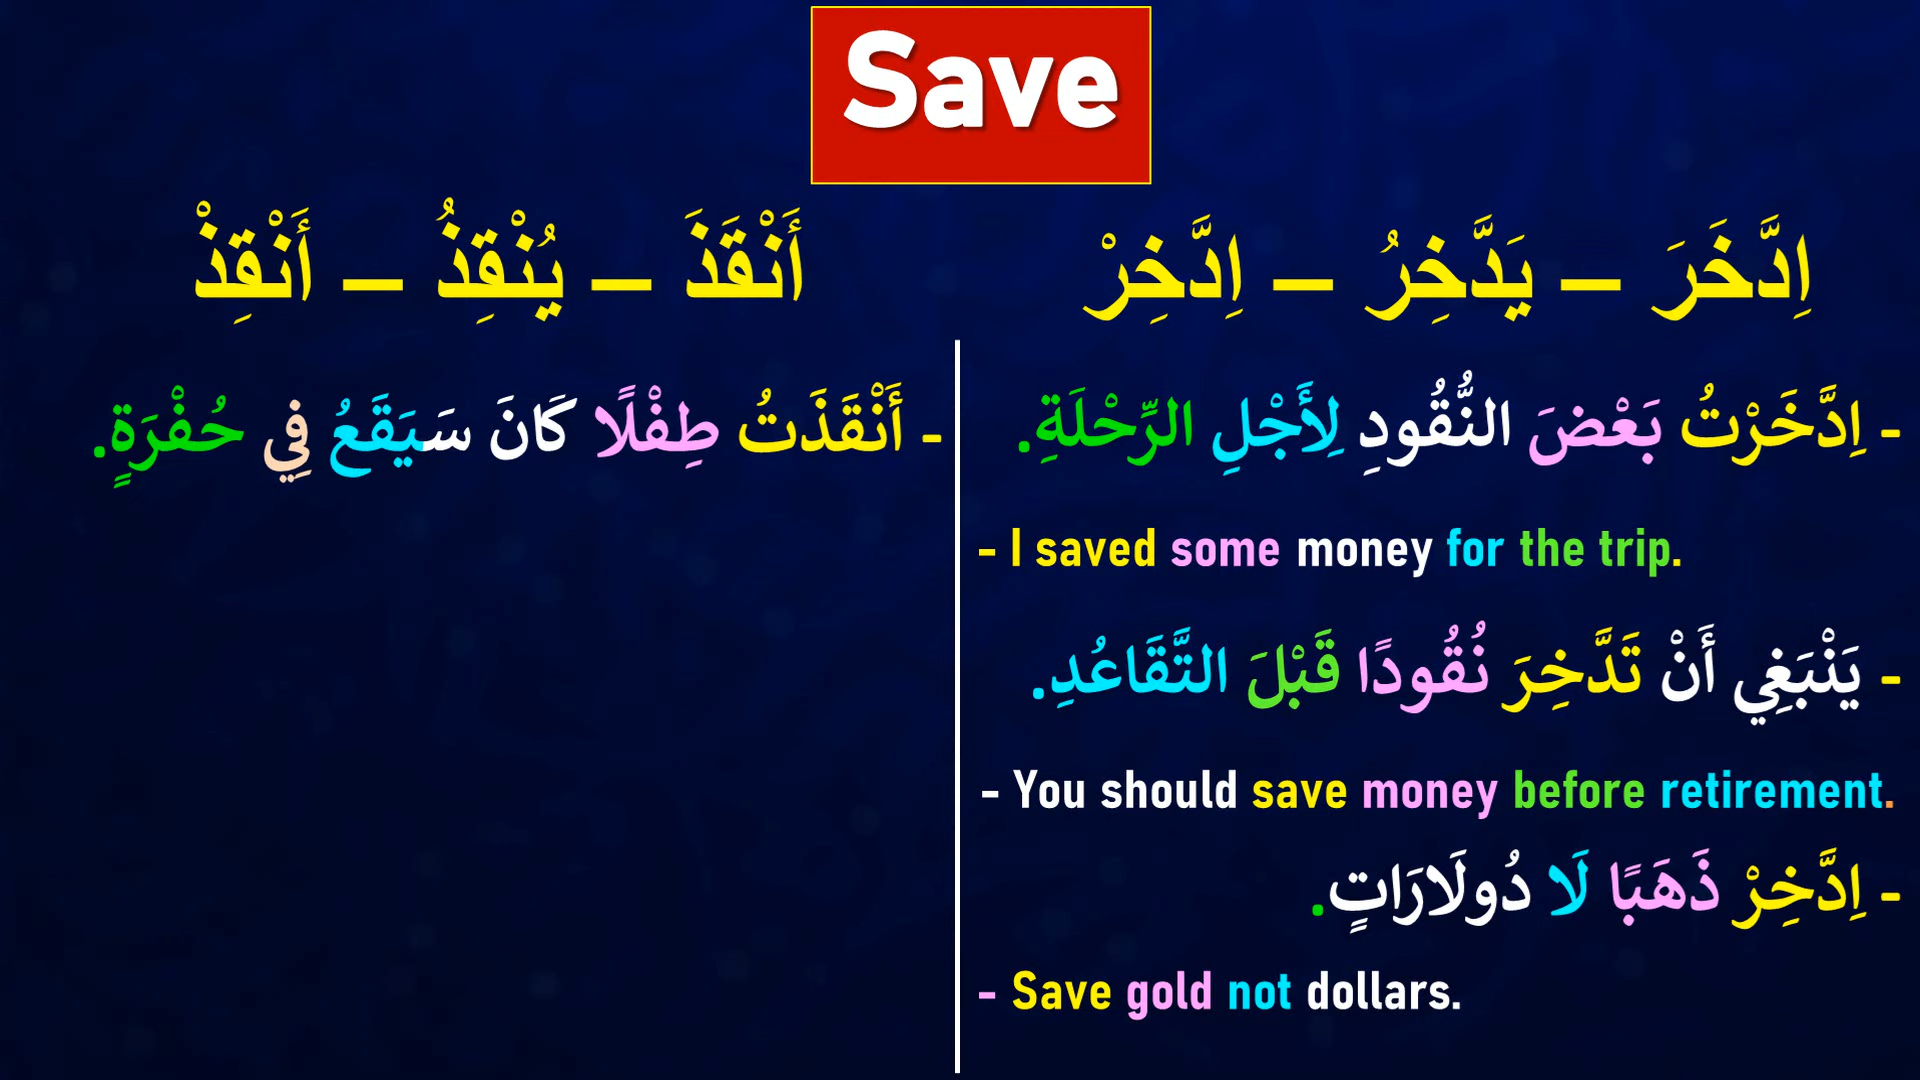 Save
اِدَّخَرَ – يَدَّخِرُ – اِدَّخِرْ
- اِدَّخَرْتُ بَعْضَ النُّقُودِ لِأَجْلِ الرِّحْلَةِ.
- I saved some money for the trip.
- يَنْبَغِي أَنْ تَدَّخِرَ نُقُودًا قَبْلَ التَّقَاعُدِ.
- You should save money before retirement.
- اِدَّخِرْ ذَهَبًا لَا دُولَارَاتٍ.
- Save gold not dollars.
أَنْقَذَ – يُنْقِذُ – أَنْقِذْ
- أَنْقَذَتُ طِفْلًا كَانَ سَيَقَعُ فِي حُفْرَةٍ.